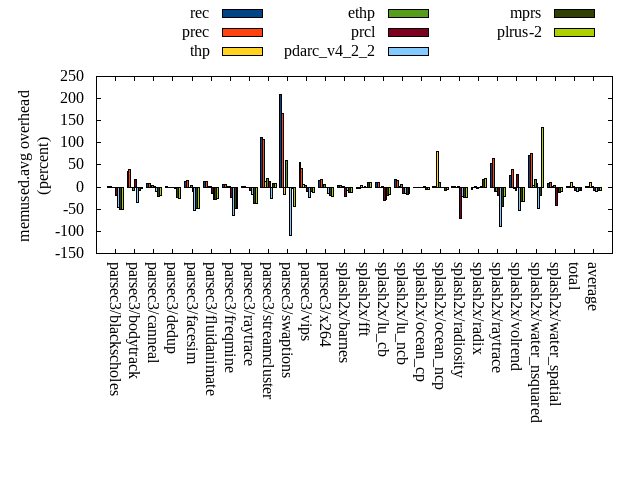 rec ethp mprs
prec prcl plrus-2
thp pdarc_v4_2_2
memused.avg overhead
(percent)
250
200
150
100
50
0
-50
-100
-150
parsec3/blackscholes
parsec3/bodytrack
parsec3/canneal
parsec3/dedup
parsec3/facesim
parsec3/fluidanimate
parsec3/freqmine
parsec3/raytrace
parsec3/streamcluster
parsec3/swaptions
parsec3/vips
parsec3/x264
splash2x/barnes
splash2x/fft
splash2x/lu_cb
splash2x/lu_ncb
splash2x/ocean_cp
splash2x/ocean_ncp
splash2x/radiosity
splash2x/radix
splash2x/raytrace
splash2x/volrend
splash2x/water_nsquared
splash2x/water_spatial
total
average